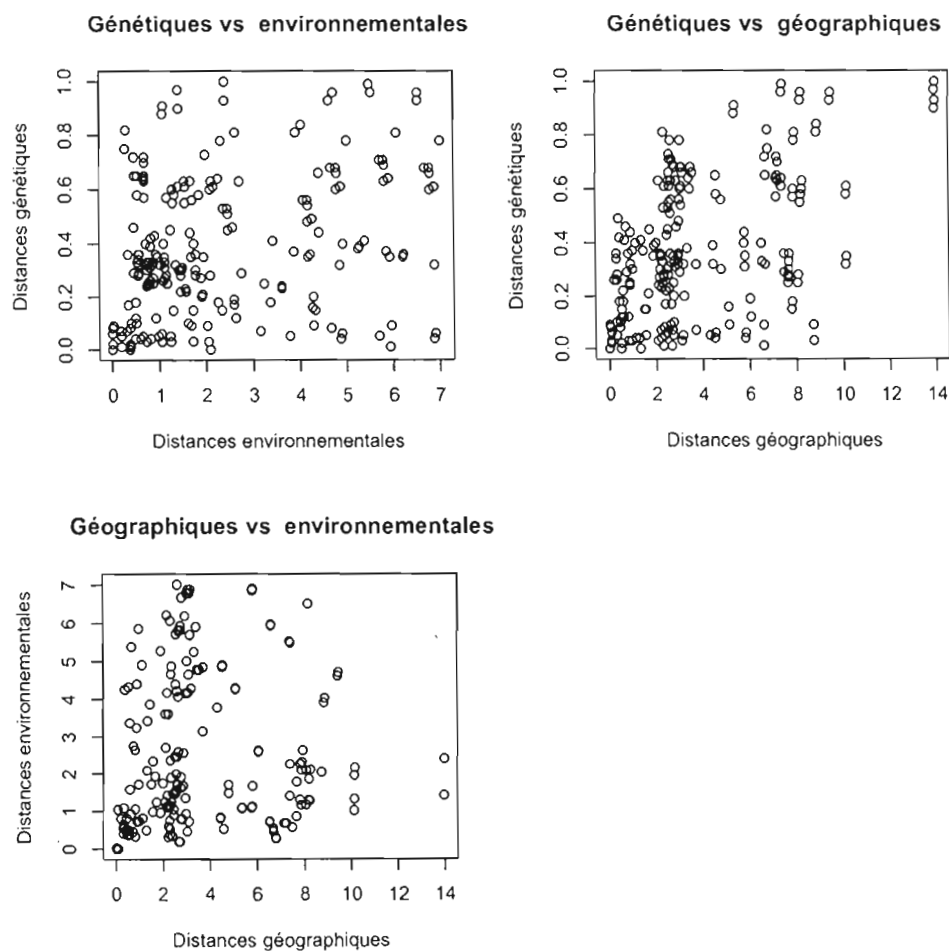 Génétiques vs environnementales
Distances génétiques
1.0
0.8
0.6
0.4
0.2
0.0
0 1 2 3 4 5 6 7
Distances environnementales
Génétiques vs géographiques
Distances génétiques
1.0
0.8
0.6
0.4
0.2
0.0
0 2 4 6 8 10 12 14
Distances géographiques
Géographiques vs environnementales
Distances environnementales
7
6
5
4
3
2
1
0
0 2 4 6 8 10 12 14
Distances géographiques